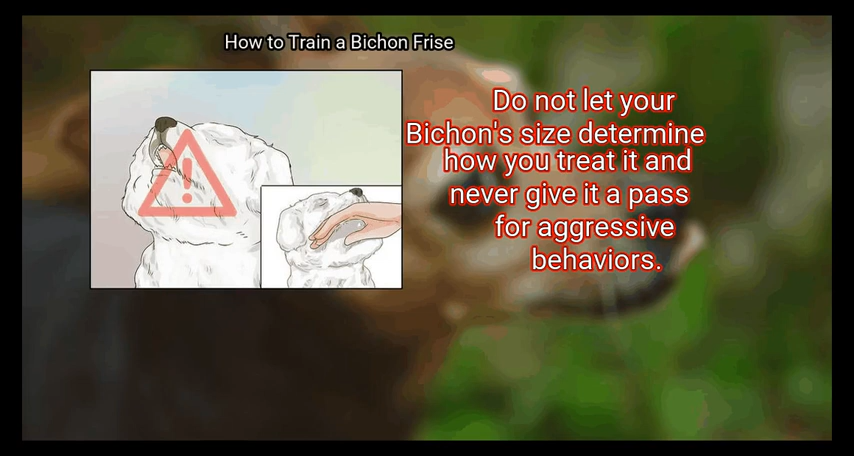 How to Train a Bichon Frise
Do not let your
Bichon's size determine
how you treat it and
never give it a pass
for aggressive
behaviors.